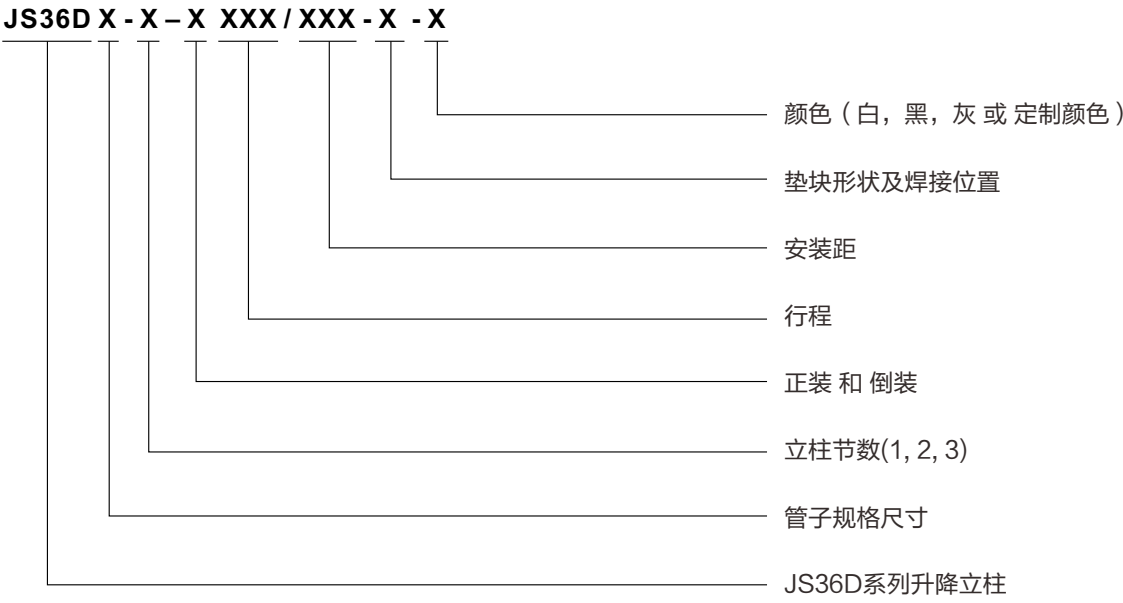 JS36D X - X – X XXX / XXX - X - X
颜色（白，黑，灰 或 定制颜色）
垫块形状及焊接位置
安装距
行程
正装 和 倒装
立柱节数(1, 2, 3)
管子规格尺寸
JS36D系列升降立柱